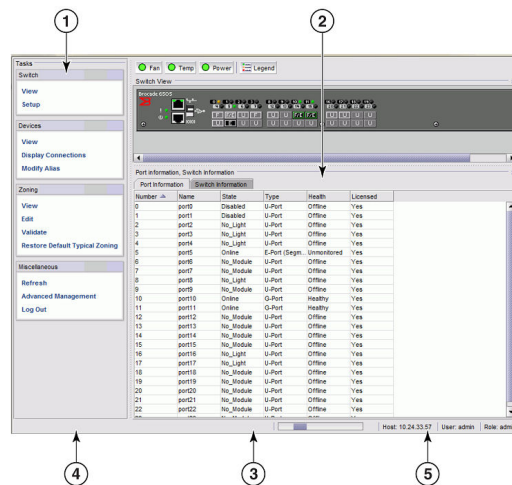 1
2
Tasks
Switch
View
Setup
Devices
View
Display Connections
Modify Alias
Zoning
View
Edit
Validate
Restore Default Typical Zoning
Miscellaneous
Refresh
Advanced Management
Log Out
Fan Temp Power Legend
Switch View
Brocade 6505
Port Information, Switch Information
Port Information Switch Information
Number Name State Type Health Licensed
0 port0 Disabled U-Port Offline Yes
1 port1 Disabled U-Port Offline Yes
2 port2 No_Light U-Port Offline Yes
3 port3 No_Light U-Port Offline Yes
4 port4 No_Light U-Port Offline Yes
5 port5 Online E-Port (Segm... Unmonitored Yes
6 port6 No_Module U-Port Offline Yes
7 port7 No_Module U-Port Offline Yes
8 port8 No_Light U-Port Offline Yes
9 port9 No_Module U-Port Offline Yes
10 port10 Online G-Port Healthy Yes
11 port11 Online G-Port Healthy Yes
12 port12 No_Module U-Port Offline Yes
13 port13 No_Module U-Port Offline Yes
14 port14 No_Module U-Port Offline Yes
15 port15 No_Module U-Port Offline Yes
16 port16 No_Light U-Port Offline Yes
17 port17 No_Light U-Port Offline Yes
18 port18 No_Module U-Port Offline Yes
19 port19 No_Module U-Port Offline Yes
20 port20 No_Module U-Port Offline Yes
21 port21 No_Module U-Port Offline Yes
22 port22 No_Module U-Port Offline Yes
Host: 10.24.33.57 User: admin Role: adm
4
3
5